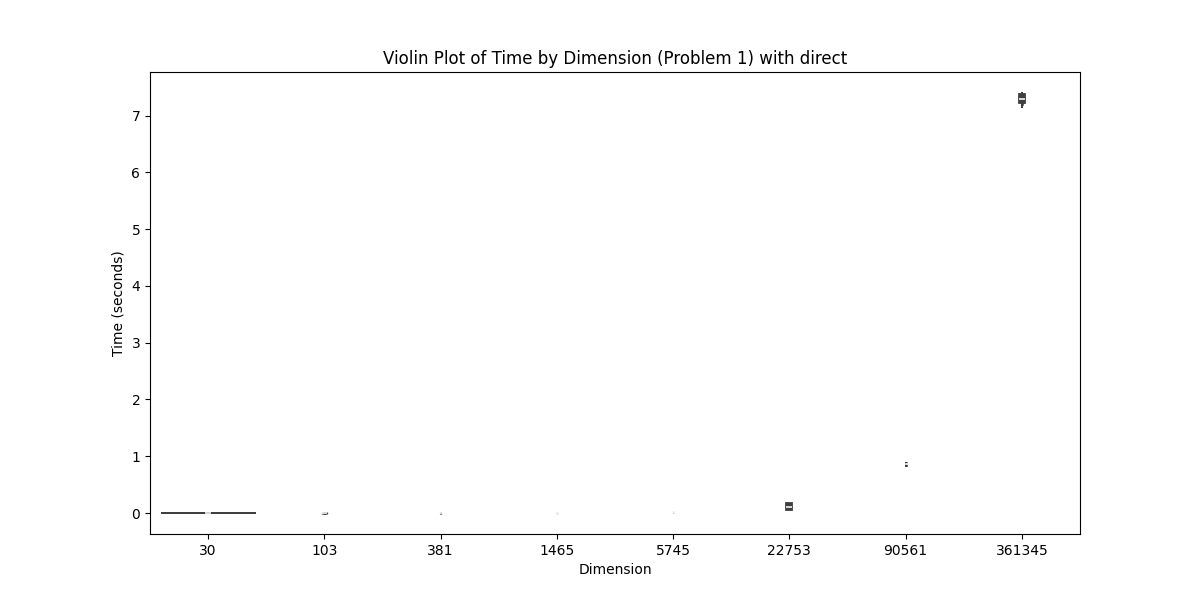 Violin Plot of Time by Dimension (Problem 1) with direct
Time (seconds)
7
6
5
4
3
2
1
0
30 103 381 1465 5745 22753 90561 361345
Dimension